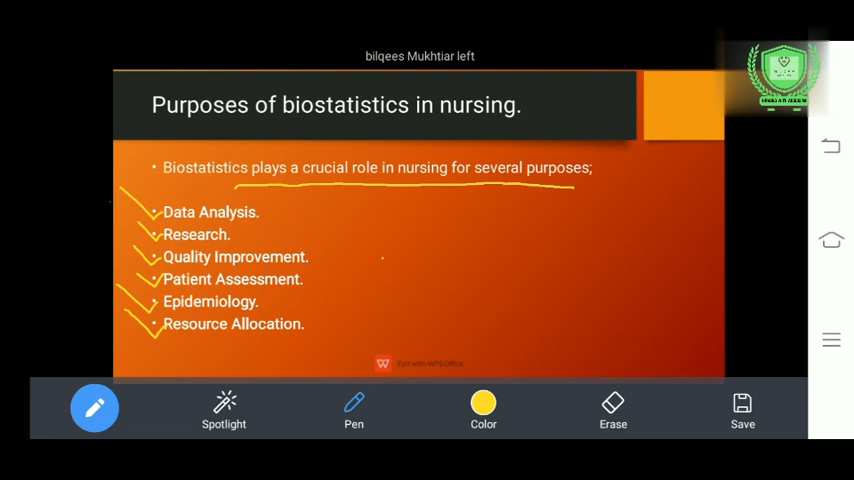 bilqees Mukhtiar left
Purposes of biostatistics in nursing.
• Biostatistics plays a crucial role in nursing for several purposes;
• Data Analysis.
• Research.
• Quality Improvement.
• Patient Assessment.
• Epidemiology.
• Resource Allocation.
Edit with WPS Office
Spotlight
Pen
Color
Erase
Save